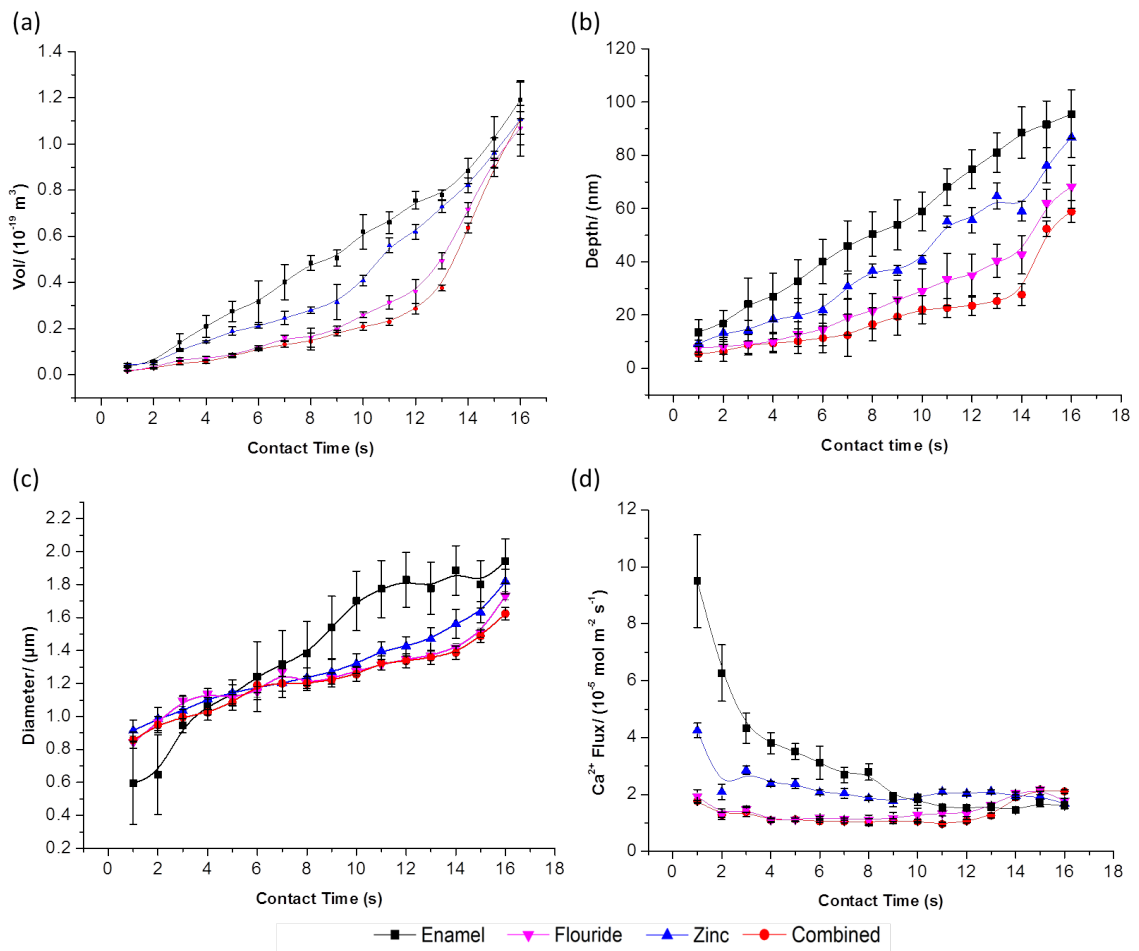 (a)
Vol/ (10⁻¹⁹ m³)
1.4
1.2
1.0
0.8
0.6
0.4
0.2
0.0
0 2 4 6 8 10 12 14 16
Contact Time (s)
(b)
Depth/ (nm)
120
100
80
60
40
20
0
0 2 4 6 8 10 12 14 16 18
Contact time (s)
(c)
Diameter/ (µm)
2.2
2.0
1.8
1.6
1.4
1.2
1.0
0.8
0.6
0.4
0.2
0 2 4 6 8 10 12 14 16 18
Contact Time (s)
(d)
Ca²⁺ Flux/ (10⁻⁵ mol m⁻² s⁻¹)
12
10
8
6
4
2
0
0 2 4 6 8 10 12 14 16 18
Contact Time (s)
Enamel Flouride Zinc Combined